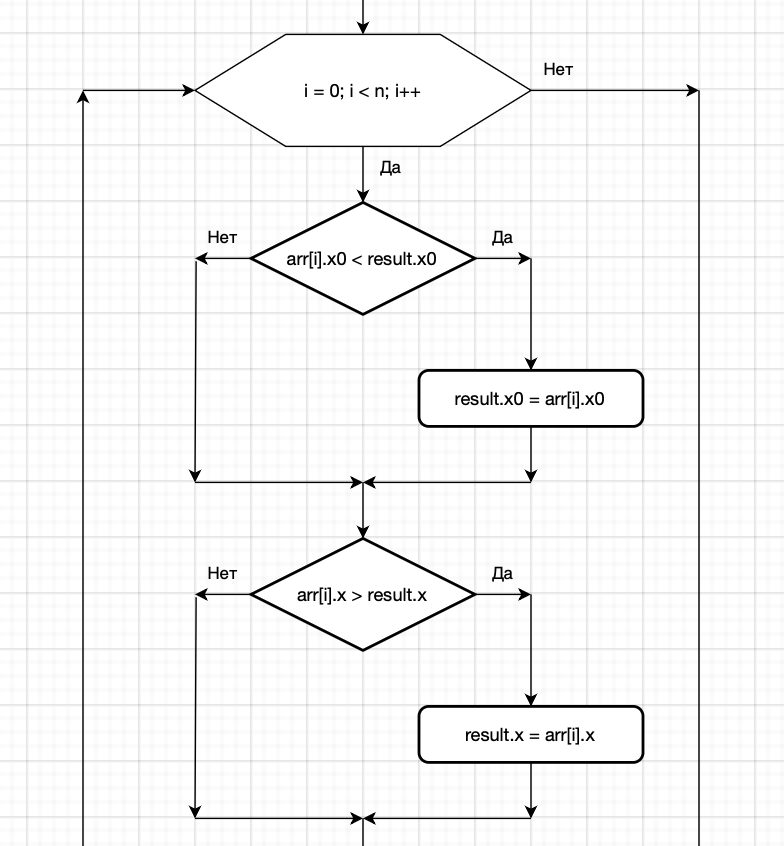 i = 0; i < n; i++
Нет
Да
Нет
arr[i].x0 < result.x0
Да
result.x0 = arr[i].x0
Нет
arr[i].x > result.x
Да
result.x = arr[i].x